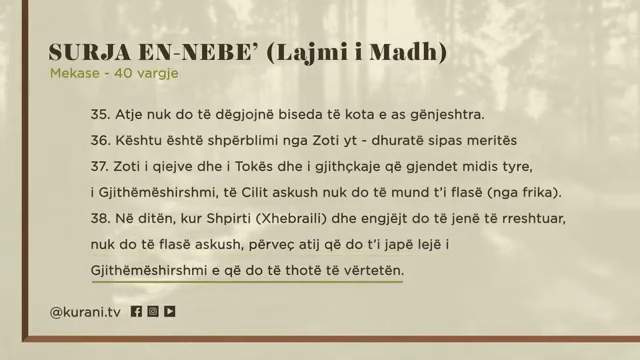 SURJA EN-NEBE’ (Lajmi i Madh)
Mekase - 40 vargje
35. Atje nuk do të dëgjojnë biseda të kota e as gënjeshtra.
36. Kështu është shpërblimi nga Zoti yt - dhuratë sipas meritës
37. Zoti i qiejve dhe i Tokës dhe i gjithçkaje që gjendet midis tyre,
i Gjithëmëshirshmi, të Cilit askush nuk do të mund t’i flasë (nga frika).
38. Në ditën, kur Shpirti (Xhebraili) dhe engjëjt do të jenë të rreshtuar,
nuk do të flasë askush, përveç atij që do t’i japë lejë i
Gjithëmëshirshmi e që do të thotë të vërtetën.
@kurani.tv